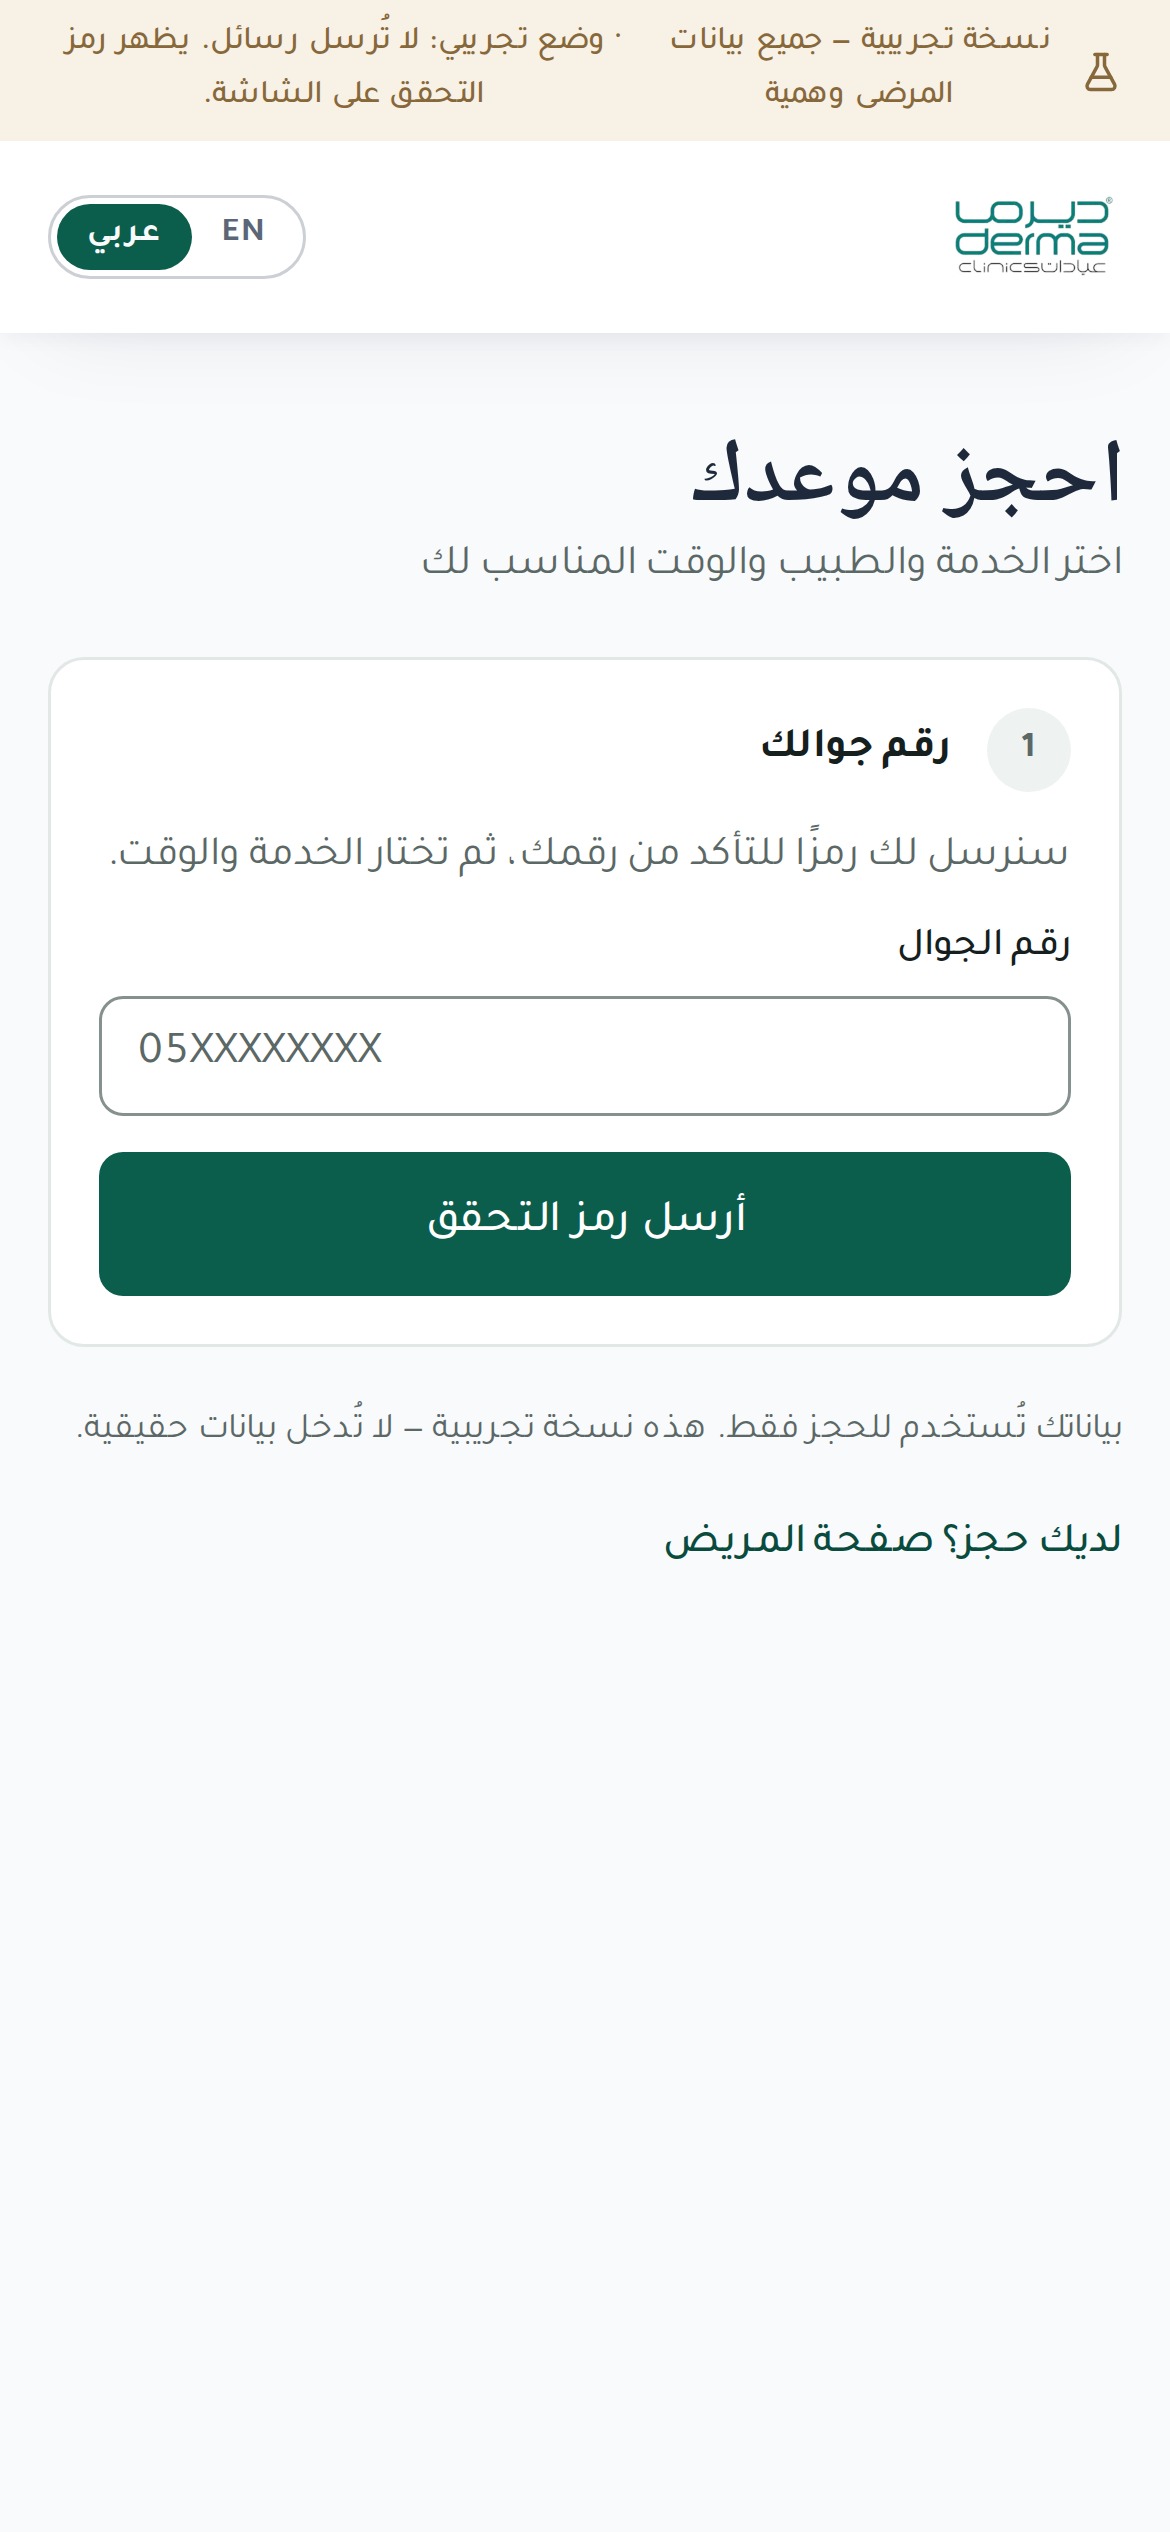 نسخة تجريبية – جميع بيانات المرضى وهمية
· وضع تجريبي: لا تُرسل رسائل. يظهر رمز التحقق على الشاشة.
ديرما®
derma
عيادات clinics
EN
عربي
احجز موعدك
اختر الخدمة والطبيب والوقت المناسب لك
1
رقم جوالك
سنرسل لك رمزًا للتأكد من رقمك، ثم تختار الخدمة والوقت.
رقم الجوال
05XXXXXXXX
أرسل رمز التحقق
بياناتك تُستخدم للحجز فقط. هذه نسخة تجريبية – لا تُدخل بيانات حقيقية.
لديك حجز؟ صفحة المريض